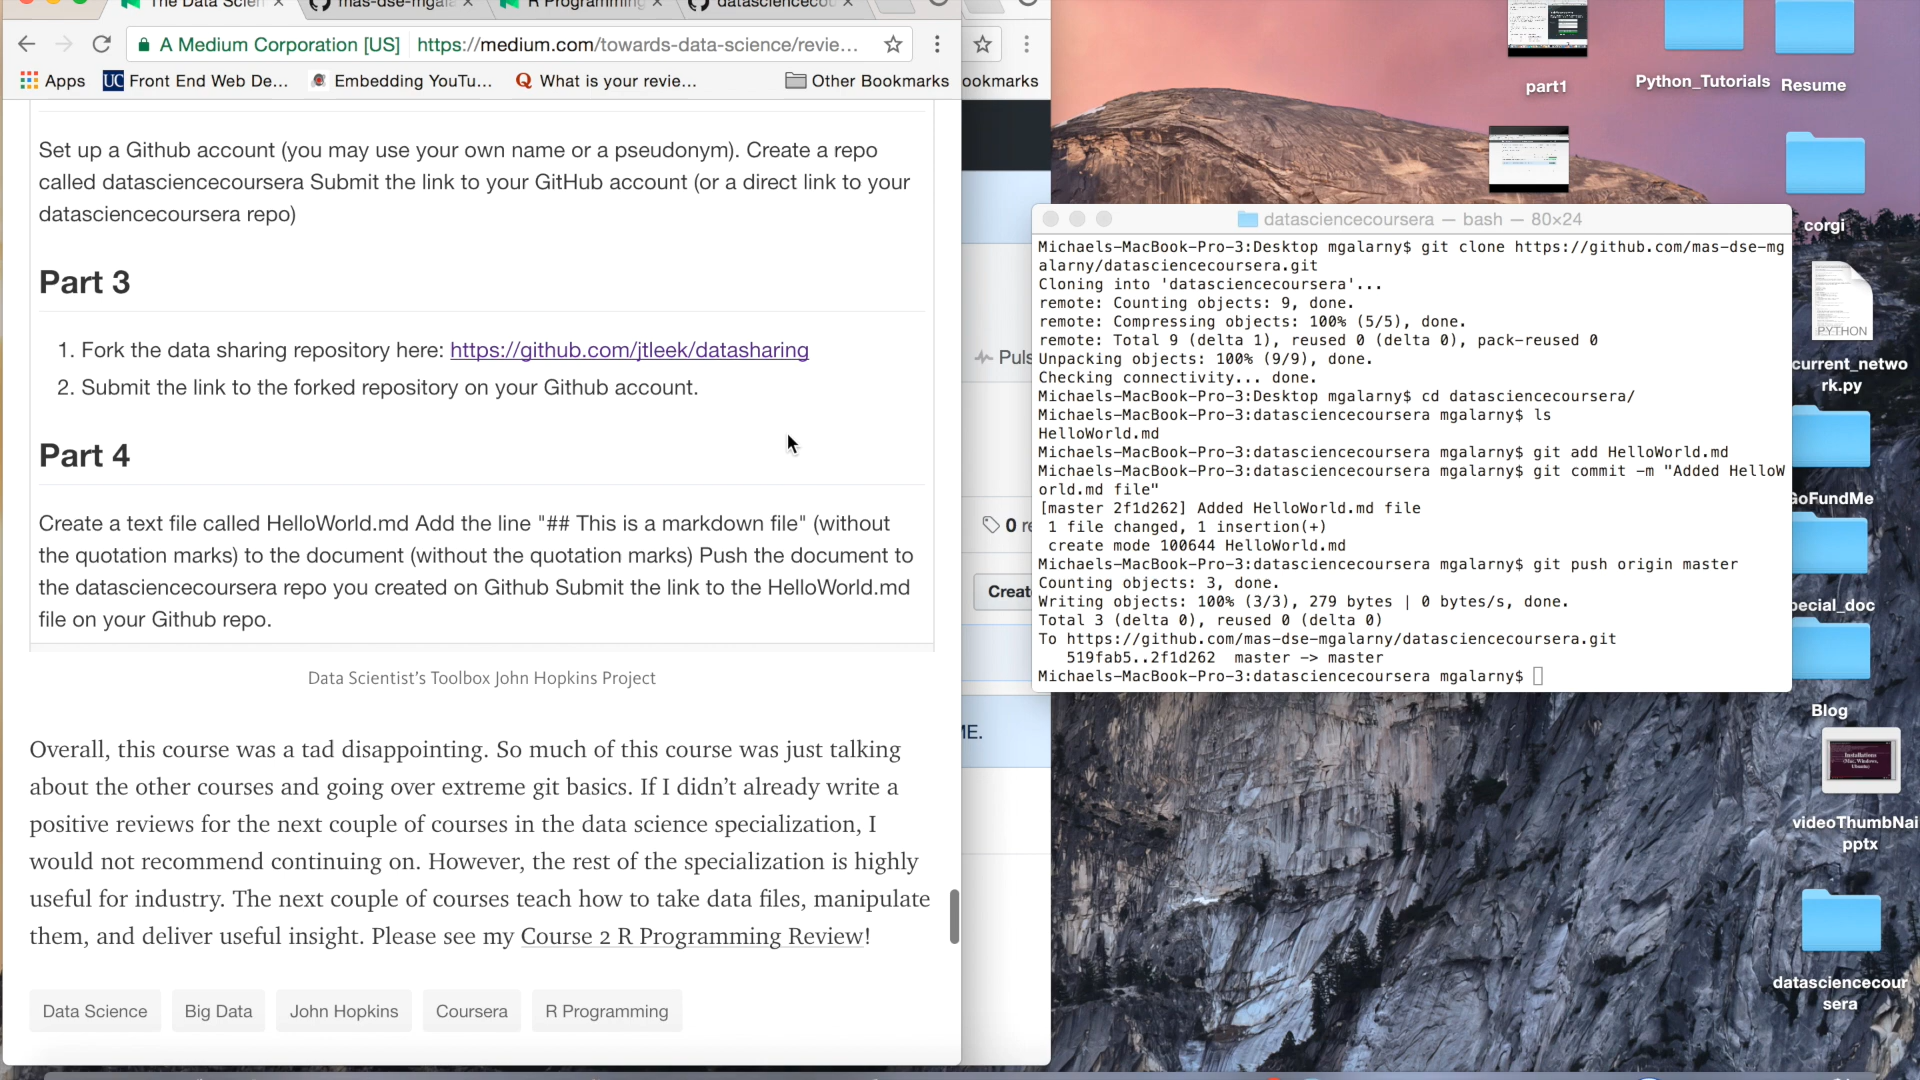 The Data Scien
mas-dse-mgala
R Programming
datasciencecou
A Medium Corporation [US] https://medium.com/towards-data-science/revie...
Apps
Front End Web De...
Embedding YouTu...
What is your revie...
Other Bookmarks
ookmarks
Set up a Github account (you may use your own name or a pseudonym). Create a repo
called datasciencecoursera Submit the link to your GitHub account (or a direct link to your
datasciencecoursera repo)
Part 3
1. Fork the data sharing repository here: https://github.com/jtleek/datasharing
2. Submit the link to the forked repository on your Github account.
Part 4
Create a text file called HelloWorld.md Add the line "## This is a markdown file" (without
the quotation marks) to the document (without the quotation marks) Push the document to
the datasciencecoursera repo you created on Github Submit the link to the HelloWorld.md
file on your Github repo.
Data Scientist's Toolbox John Hopkins Project
Overall, this course was a tad disappointing. So much of this course was just talking
about the other courses and going over extreme git basics. If I didn't already write a
positive reviews for the next couple of courses in the data science specialization, I
would not recommend continuing on. However, the rest of the specialization is highly
useful for industry. The next couple of courses teach how to take data files, manipulate
them, and deliver useful insight. Please see my Course 2 R Programming Review!
Data Science
Big Data
John Hopkins
Coursera
R Programming
Puls
0 re
Creat
ME.
datasciencecoursera — bash — 80×24
Michaels-MacBook-Pro-3:Desktop mgalarny$ git clone https://github.com/mas-dse-mg
alarny/datasciencecoursera.git
Cloning into 'datasciencecoursera'...
remote: Counting objects: 9, done.
remote: Compressing objects: 100% (5/5), done.
remote: Total 9 (delta 1), reused 0 (delta 0), pack-reused 0
Unpacking objects: 100% (9/9), done.
Checking connectivity... done.
Michaels-MacBook-Pro-3:Desktop mgalarny$ cd datasciencecoursera/
Michaels-MacBook-Pro-3:datasciencecoursera mgalarny$ ls
HelloWorld.md
Michaels-MacBook-Pro-3:datasciencecoursera mgalarny$ git add HelloWorld.md
Michaels-MacBook-Pro-3:datasciencecoursera mgalarny$ git commit -m "Added HelloW
orld.md file"
[master 2f1d262] Added HelloWorld.md file
1 file changed, 1 insertion(+)
create mode 100644 HelloWorld.md
Michaels-MacBook-Pro-3:datasciencecoursera mgalarny$ git push origin master
Counting objects: 3, done.
Writing objects: 100% (3/3), 279 bytes | 0 bytes/s, done.
Total 3 (delta 0), reused 0 (delta 0)
To https://github.com/mas-dse-mgalarny/datasciencecoursera.git
519fab5..2f1d262 master -> master
Michaels-MacBook-Pro-3:datasciencecoursera mgalarny$
part1
Python_Tutorials
Resume
corgi
PYTHON
current_netwo
rk.py
GoFundMe
pecial_doc
Blog
Installations
(Mac, Windows,
Ubuntu)
videoThumbNai
pptx
datasciencecour
sera